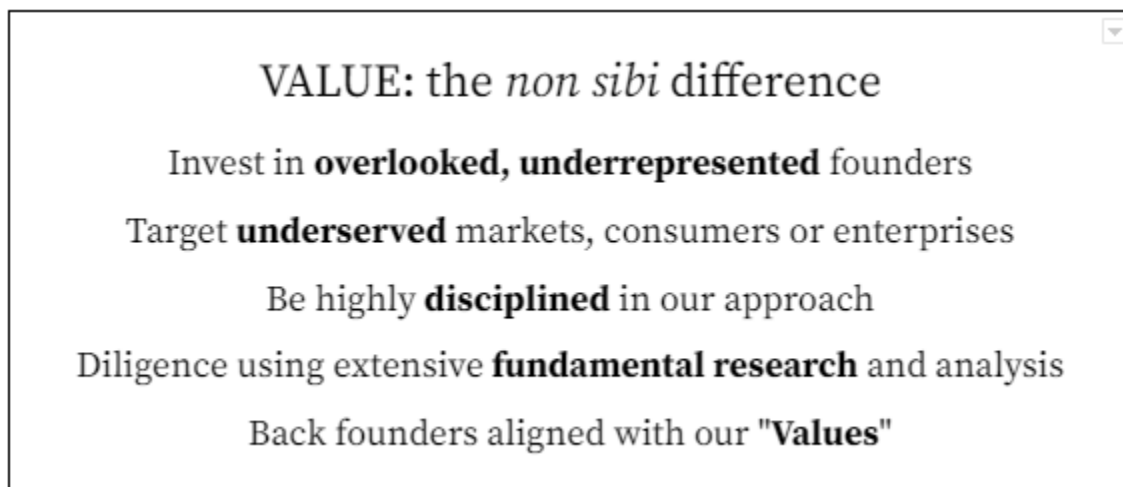 VALUE: the non sibi difference
Invest in overlooked, underrepresented founders
Target underserved markets, consumers or enterprises
Be highly disciplined in our approach
Diligence using extensive fundamental research and analysis
Back founders aligned with our "Values"